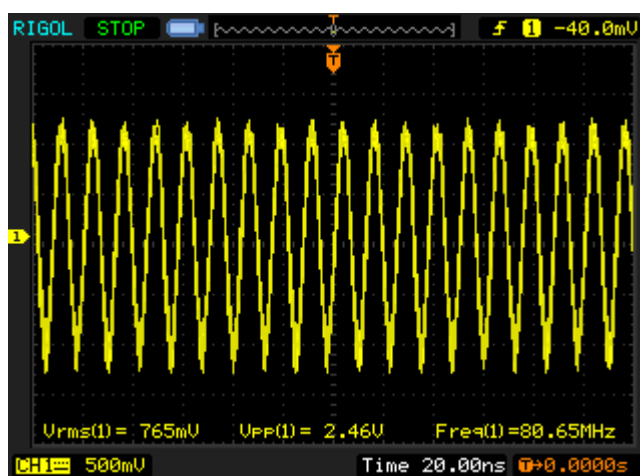 RIGOL STOP T 1 -40.0mV
T
1
Vrms(1)= 765mV Vpp(1)= 2.46V Freq(1)=80.65MHz
CH1 500mV Time 20.00ns T→0.0000s